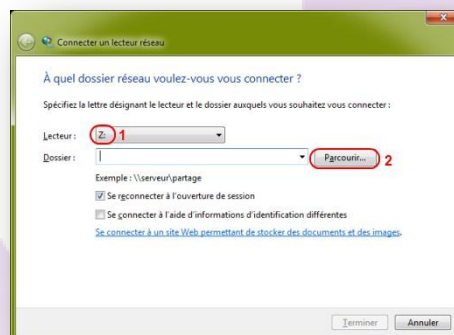 Connecter un lecteur réseau
À quel dossier réseau voulez-vous vous connecter ?
Spécifiez la lettre désignant le lecteur et le dossier auxquels vous souhaitez vous connecter :
Lecteur : Z: 1
Dossier : Parcourir... 2
Exemple : \\serveur\partage
Se reconnecter à l'ouverture de session
Se connecter à l'aide d'informations d'identification différentes
Se connecter à un site Web permettant de stocker des documents et des images.
Terminer Annuler